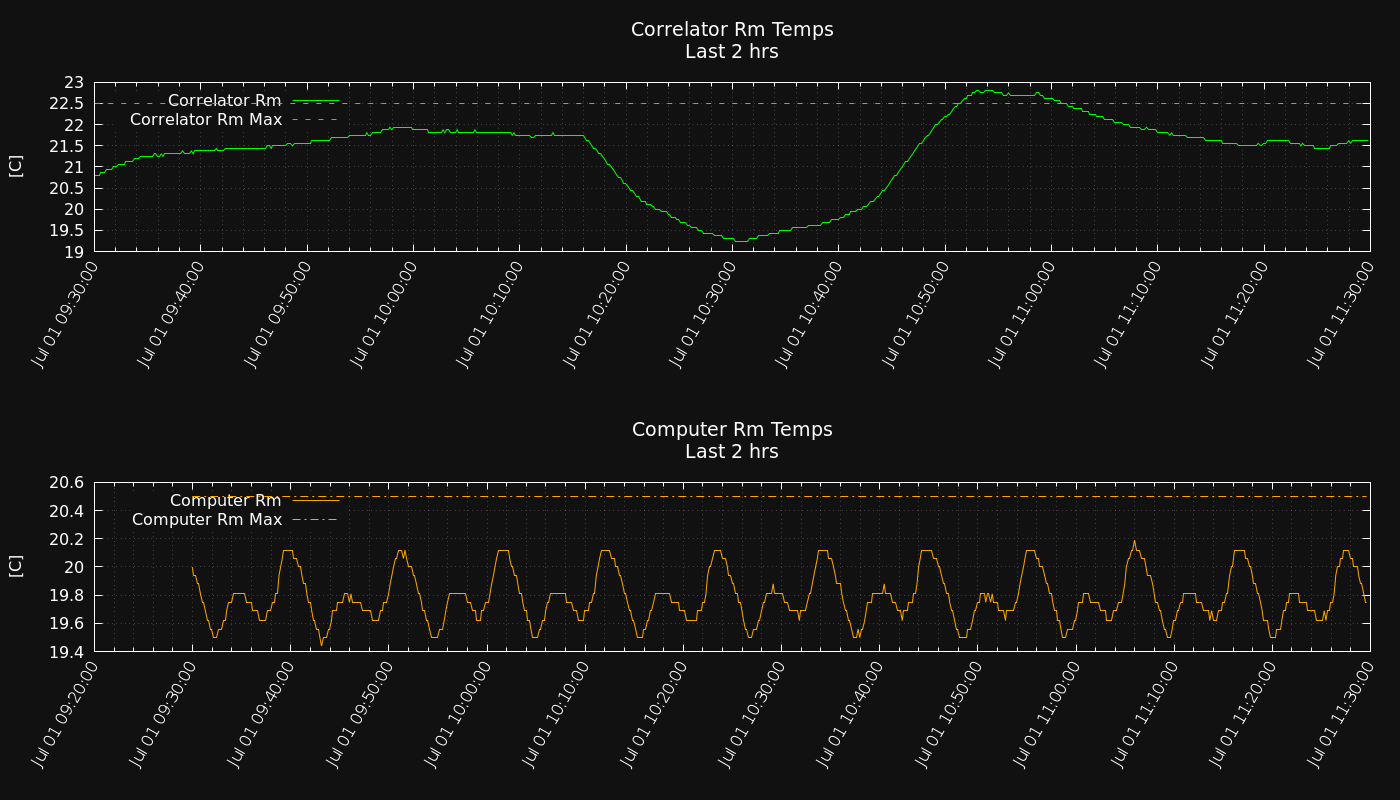 Correlator Rm Temps
Last 2 hrs
23
22.5
22
21.5
21
20.5
20
19.5
19
[C]
Correlator Rm
Correlator Rm Max
Jul 01 09:30:00
Jul 01 09:40:00
Jul 01 09:50:00
Jul 01 10:00:00
Jul 01 10:10:00
Jul 01 10:20:00
Jul 01 10:30:00
Jul 01 10:40:00
Jul 01 10:50:00
Jul 01 11:00:00
Jul 01 11:10:00
Jul 01 11:20:00
Jul 01 11:30:00
Computer Rm Temps
Last 2 hrs
20.6
20.4
20.2
20
19.8
19.6
19.4
[C]
Computer Rm
Computer Rm Max
Jul 01 09:20:00
Jul 01 09:30:00
Jul 01 09:40:00
Jul 01 09:50:00
Jul 01 10:00:00
Jul 01 10:10:00
Jul 01 10:20:00
Jul 01 10:30:00
Jul 01 10:40:00
Jul 01 10:50:00
Jul 01 11:00:00
Jul 01 11:10:00
Jul 01 11:20:00
Jul 01 11:30:00